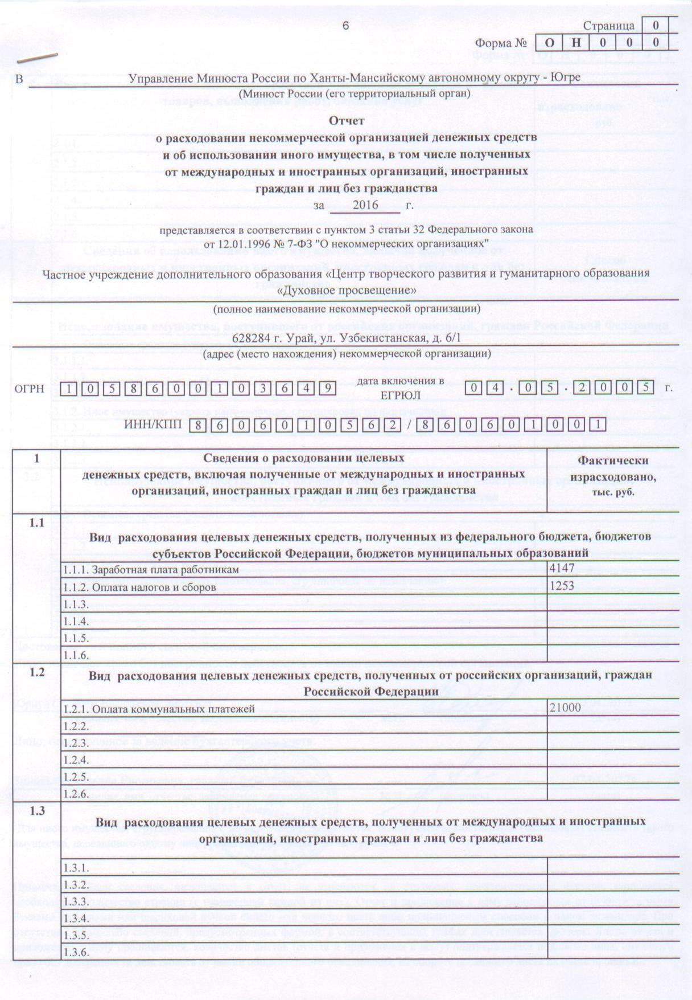 6
Страница 0
Форма № О Н 0 0 0
В Управление Минюста России по Ханты-Мансийскому автономному округу - Югре
(Минюст России (его территориальный орган)
Отчет
о расходовании некоммерческой организацией денежных средств
и об использовании иного имущества, в том числе полученных
от международных и иностранных организаций, иностранных
граждан и лиц без гражданства
за 2016 г.
представляется в соответствии с пунктом 3 статьи 32 Федерального закона
от 12.01.1996 № 7-ФЗ "О некоммерческих организациях"
Частное учреждение дополнительного образования «Центр творческого развития и гуманитарного образования
«Духовное просвещение»
(полное наименование некоммерческой организации)
628284 г. Урай, ул. Узбекистанская, д. 6/1
(адрес (место нахождения) некоммерческой организации)
ОГРН 1 0 5 8 6 0 0 1 0 3 6 4 9 дата включения в ЕГРЮЛ 0 4 . 0 5 . 2 0 0 5 г.
ИНН/КПП 8 6 0 6 0 1 0 5 6 2 / 8 6 0 6 0 1 0 0 1
1 Сведения о расходовании целевых
денежных средств, включая полученные от международных и иностранных
организаций, иностранных граждан и лиц без гражданства
Фактически
израсходовано,
тыс. руб.
1.1
Вид расходования целевых денежных средств, полученных из федерального бюджета, бюджетов
субъектов Российской Федерации, бюджетов муниципальных образований
1.1.1. Заработная плата работникам 4147
1.1.2. Оплата налогов и сборов 1253
1.1.3.
1.1.4.
1.1.5.
1.1.6.
1.2
Вид расходования целевых денежных средств, полученных от российских организаций, граждан
Российской Федерации
1.2.1. Оплата коммунальных платежей 21000
1.2.2.
1.2.3.
1.2.4.
1.2.5.
1.2.6.
1.3
Вид расходования целевых денежных средств, полученных от международных и иностранных
организаций, иностранных граждан и лиц без гражданства
1.3.1.
1.3.2.
1.3.3.
1.3.4.
1.3.5.
1.3.6.